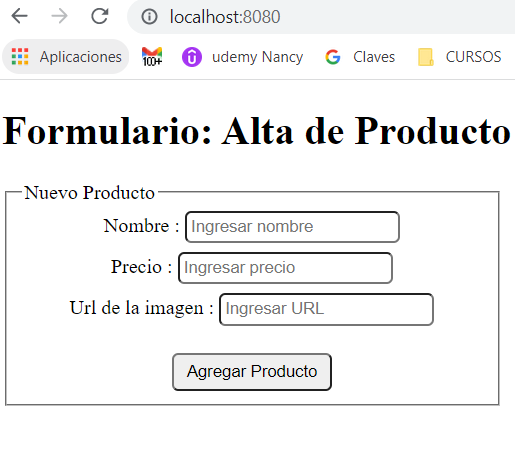 localhost:8080
Aplicaciones 100+ udemy Nancy Claves CURSOS
Formulario: Alta de Producto
Nuevo Producto
Nombre : Ingresar nombre
Precio : Ingresar precio
Url de la imagen : Ingresar URL
Agregar Producto